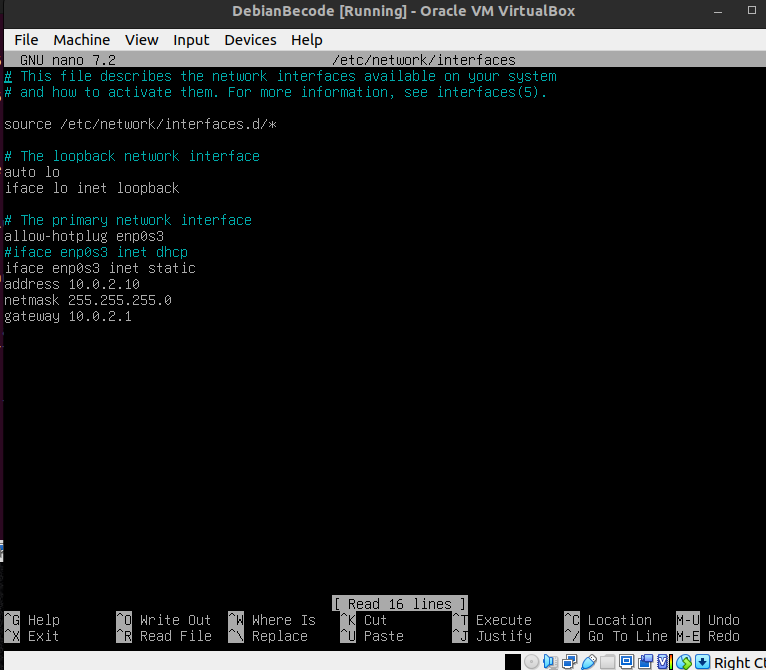 DebianBecode [Running] - Oracle VM VirtualBox
File Machine View Input Devices Help
GNU nano 7.2 /etc/network/interfaces
# This file describes the network interfaces available on your system
# and how to activate them. For more information, see interfaces(5).
source /etc/network/interfaces.d/*
# The loopback network interface
auto lo
iface lo inet loopback
# The primary network interface
allow-hotplug enp0s3
#iface enp0s3 inet dhcp
iface enp0s3 inet static
address 10.0.2.10
netmask 255.255.255.0
gateway 10.0.2.1
[ Read 16 lines ]
^G Help ^O Write Out ^W Where Is ^K Cut ^T Execute ^C Location M-U Undo
^X Exit ^R Read File ^\ Replace ^U Paste ^J Justify ^/ Go To Line M-E Redo
Right